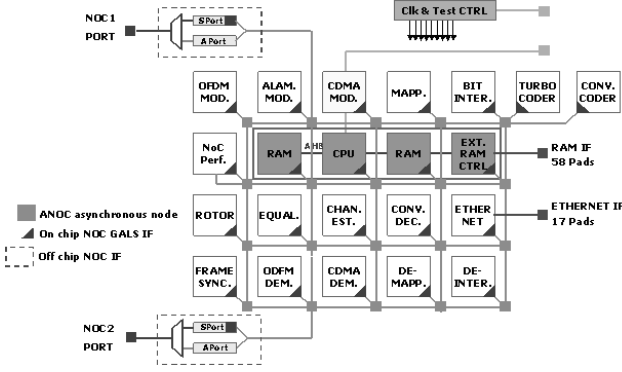 Clk & Test CTRL
NOC1
PORT
SPort
APort
OFDM
MOD.
ALAM.
MOD.
CDMA
MOD.
MAPP.
BIT
INTER.
TURBO
CODER
CONV.
CODER
NoC
Perf.
RAM
AHB
CPU
RAM
EXT.
RAM
CTRL
RAM IF
58 Pads
ROTOR
EQUAL.
CHAN.
EST.
CONV.
DEC.
ETHER
NET
ETHERNET IF
17 Pads
ANOC asynchronous node
On chip NOC GALS IF
Off chip NOC IF
FRAME
SYNC.
ODFM
DEM.
CDMA
DEM.
DE-
MAPP.
DE-
INTER.
NOC2
PORT
SPort
APort